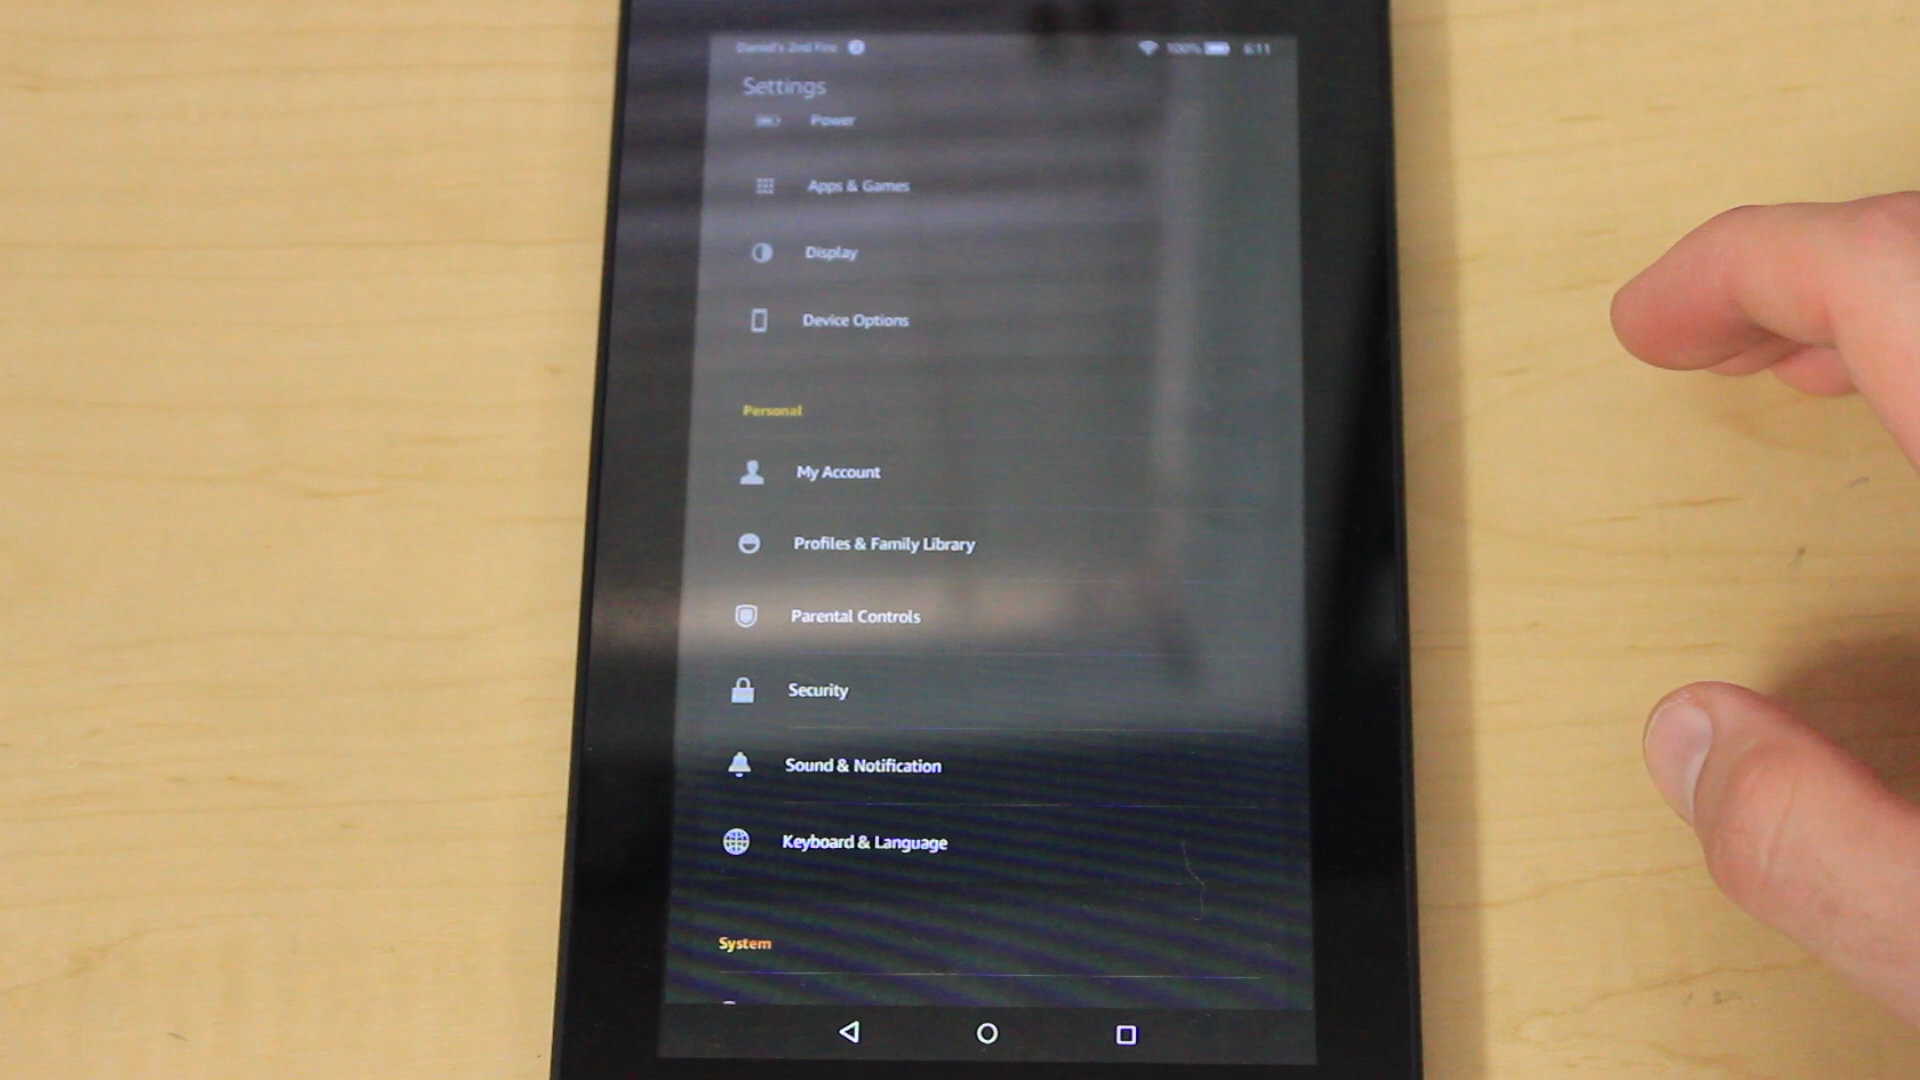 Daniel's 2nd Fire 2 100% 6:11
Settings
Power
Apps & Games
Display
Device Options
Personal
My Account
Profiles & Family Library
Parental Controls
Security
Sound & Notification
Keyboard & Language
System